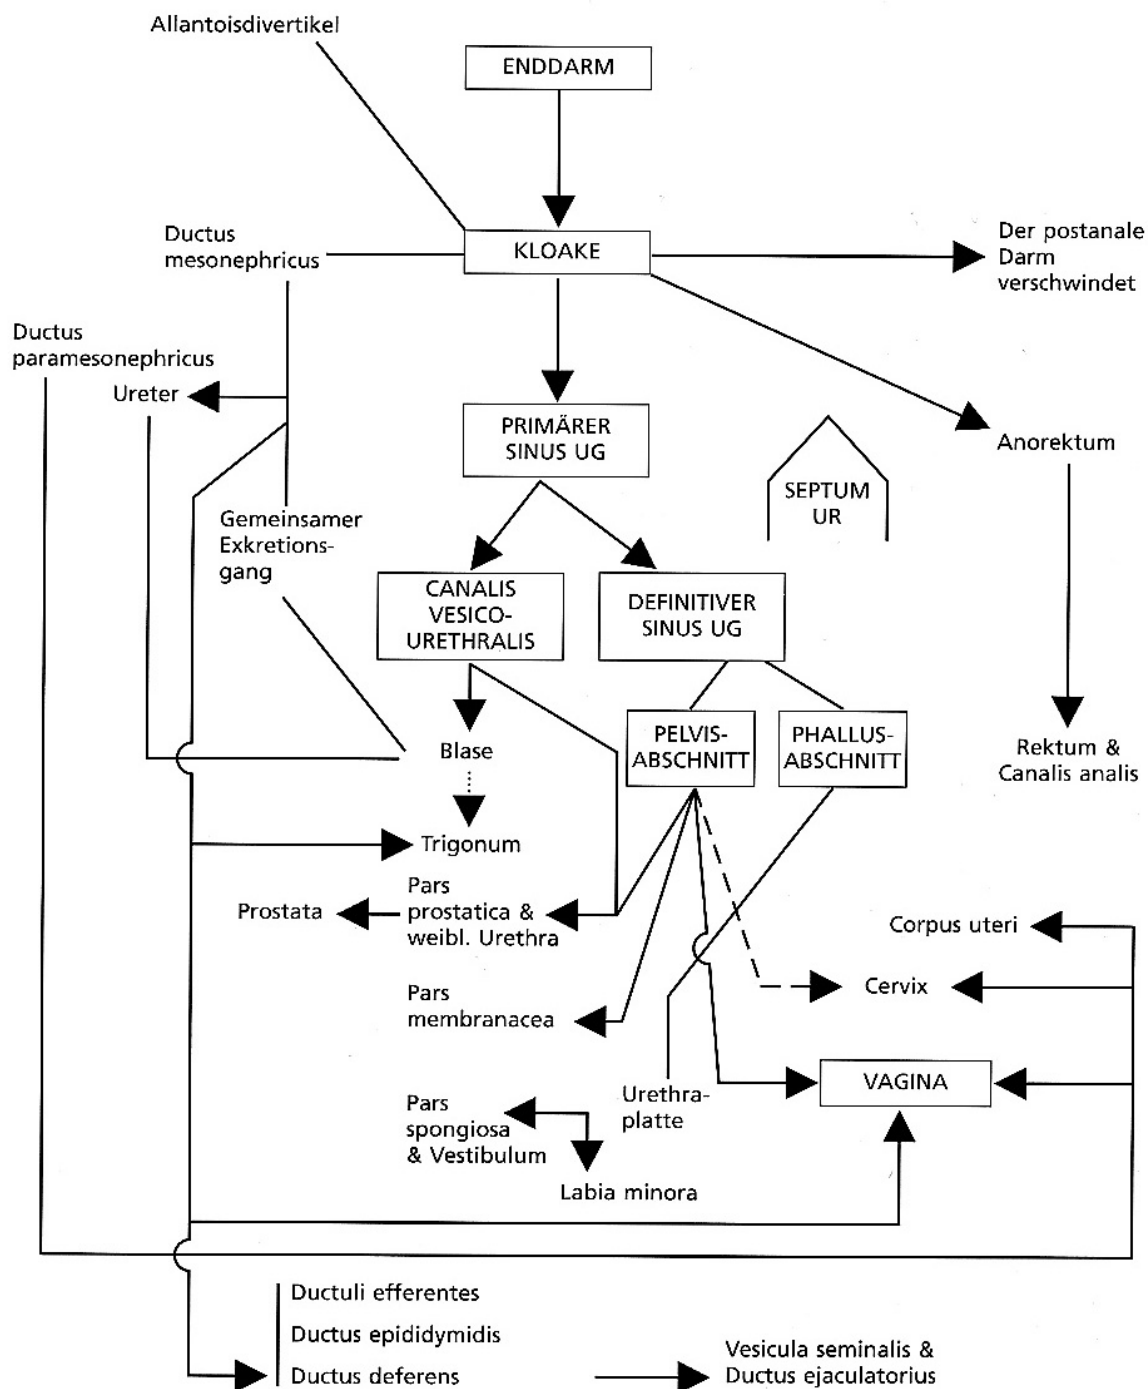 Allantoisdivertikel
ENDDARM
Ductus
mesonephricus
KLOAKE
Der postanale
Darm
verschwindet
Ductus
paramesonephricus
Ureter
PRIMÄRER
SINUS UG
Anorektum
SEPTUM
UR
Gemeinsamer
Exkretions-
gang
CANALIS
VESICO-
URETHRALIS
DEFINITIVER
SINUS UG
PELVIS-
ABSCHNITT
PHALLUS-
ABSCHNITT
Blase
Rektum &
Canalis analis
Trigonum
Prostata
Pars
prostatica &
weibl. Urethra
Corpus uteri
Cervix
Pars
membranacea
VAGINA
Urethra-
platte
Pars
spongiosa
& Vestibulum
Labia minora
Ductuli efferentes
Ductus epididymidis
Ductus deferens
Vesicula seminalis &
Ductus ejaculatorius